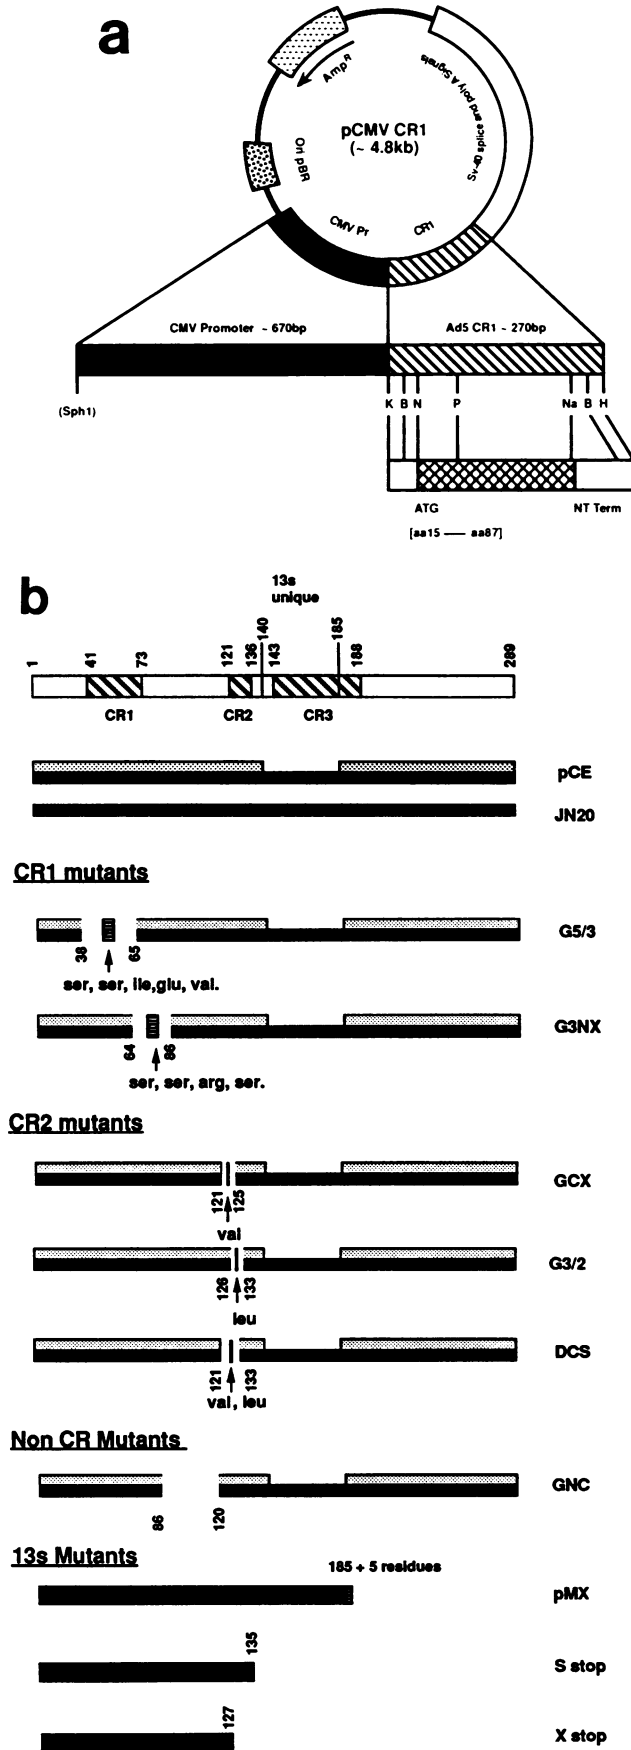 a
Amp R
Sv-40 splice and poly A Signals
pCMV CR1
(~ 4.8kb)
Ori pBR
CMV Pr
CR1
CMV Promoter ~ 670bp
Ad5 CR1 ~ 270bp
(Sph1)
K B N P Na B H
ATG
NT Term
[aa15 — aa87]
b
13s
unique
1 41 73 121 136 140 143 185 188 289
CR1 CR2 CR3
pCE
JN20
CR1 mutants
G5/3
38 65
ser, ser, ile,glu, val.
G3NX
64 86
ser, ser, arg, ser.
CR2 mutants
GCX
121 125
val
G3/2
126 133
leu
DCS
121 133
val, leu
Non CR Mutants
GNC
86 120
13s Mutants
185 + 5 residues
pMX
135
S stop
127
X stop